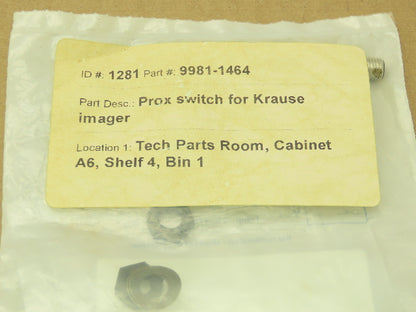 ID #: 1281 Part #: 9981-1464
Part Desc.: Prox switch for Krause
imager
Location 1: Tech Parts Room, Cabinet
A6, Shelf 4, Bin 1